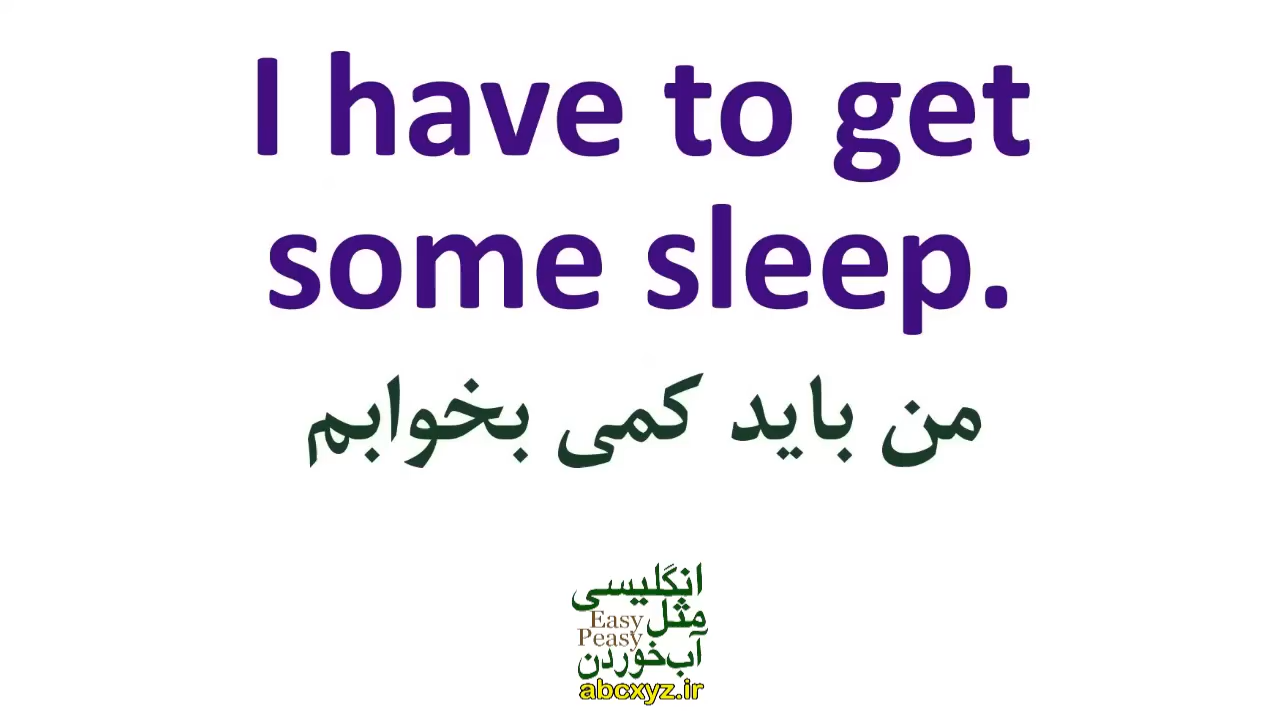 I have to get
some sleep.
من باید کمی بخوابم
انگلیسی
مثل Easy
Peasy
آب‌خوردن
abcxyz.ir